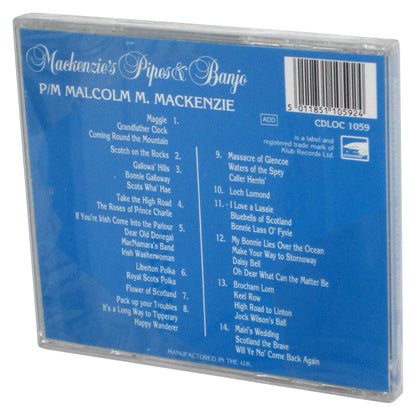 Mackenzie's Pipes & Banjo
P/M MALCOLM M. MACKENZIE
Maggie 1.
Grandfather Clock
Coming Round the Mountain
Scotch on the Rocks 2.
Gallowa' Hills 3.
Bonnie Galloway
Scots Wha' Hae
Take the High Road 4.
The Roses of Prince Charlie
If You're Irish Come Into the Parlour 5.
Dear Old Donegal
MacNamara's Band
Irish Washerwoman
Liberton Polka 6.
Royal Scots Polka
Flower of Scotland 7.
Pack up your Troubles 8.
It's a Long Way to Tipperary
Happy Wanderer
5 011851 105924
ADD
CDLOC 1059
is a label and
registered trade mark of
Klub Records Ltd.
9. Massacre of Glencoe
Waters of the Spey
Caller Herrin'
10. Loch Lomond
11. I Love a Lassie
Bluebells of Scotland
Bonnie Lass O' Fyvie
12. My Bonnie Lies Over the Ocean
Make Your Way to Stornoway
Daisy Bell
Oh Dear What Can the Matter Be
13. Brocham Lorn
Keel Row
High Road to Linton
Jock Wilson's Ball
14. Mairi's Wedding
Scotland the Brave
Will Ye No' Come Back Again
MANUFACTURED IN THE U.K.